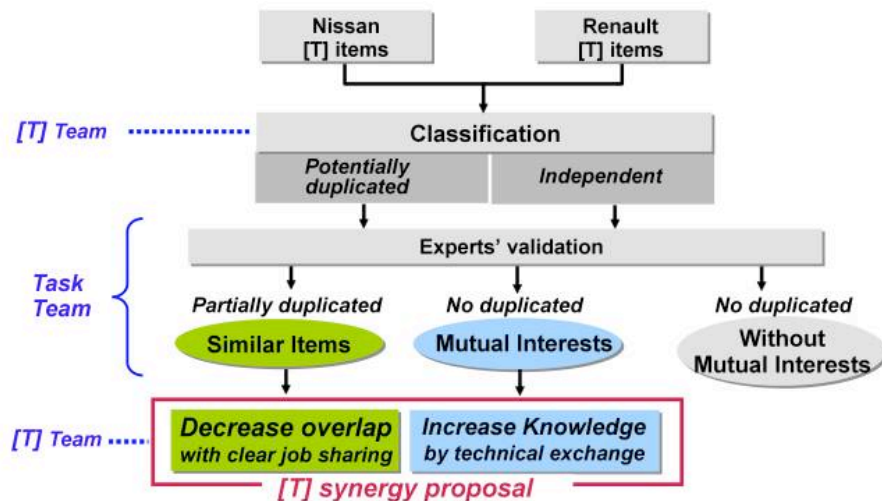 Nissan
[T] items
Renault
[T] items
[T] Team
Classification
Potentially
duplicated
Independent
Experts' validation
Task
Team
Partially duplicated
No duplicated
No duplicated
Similar Items
Mutual Interests
Without
Mutual Interests
[T] Team
Decrease overlap
with clear job sharing
Increase Knowledge
by technical exchange
[T] synergy proposal